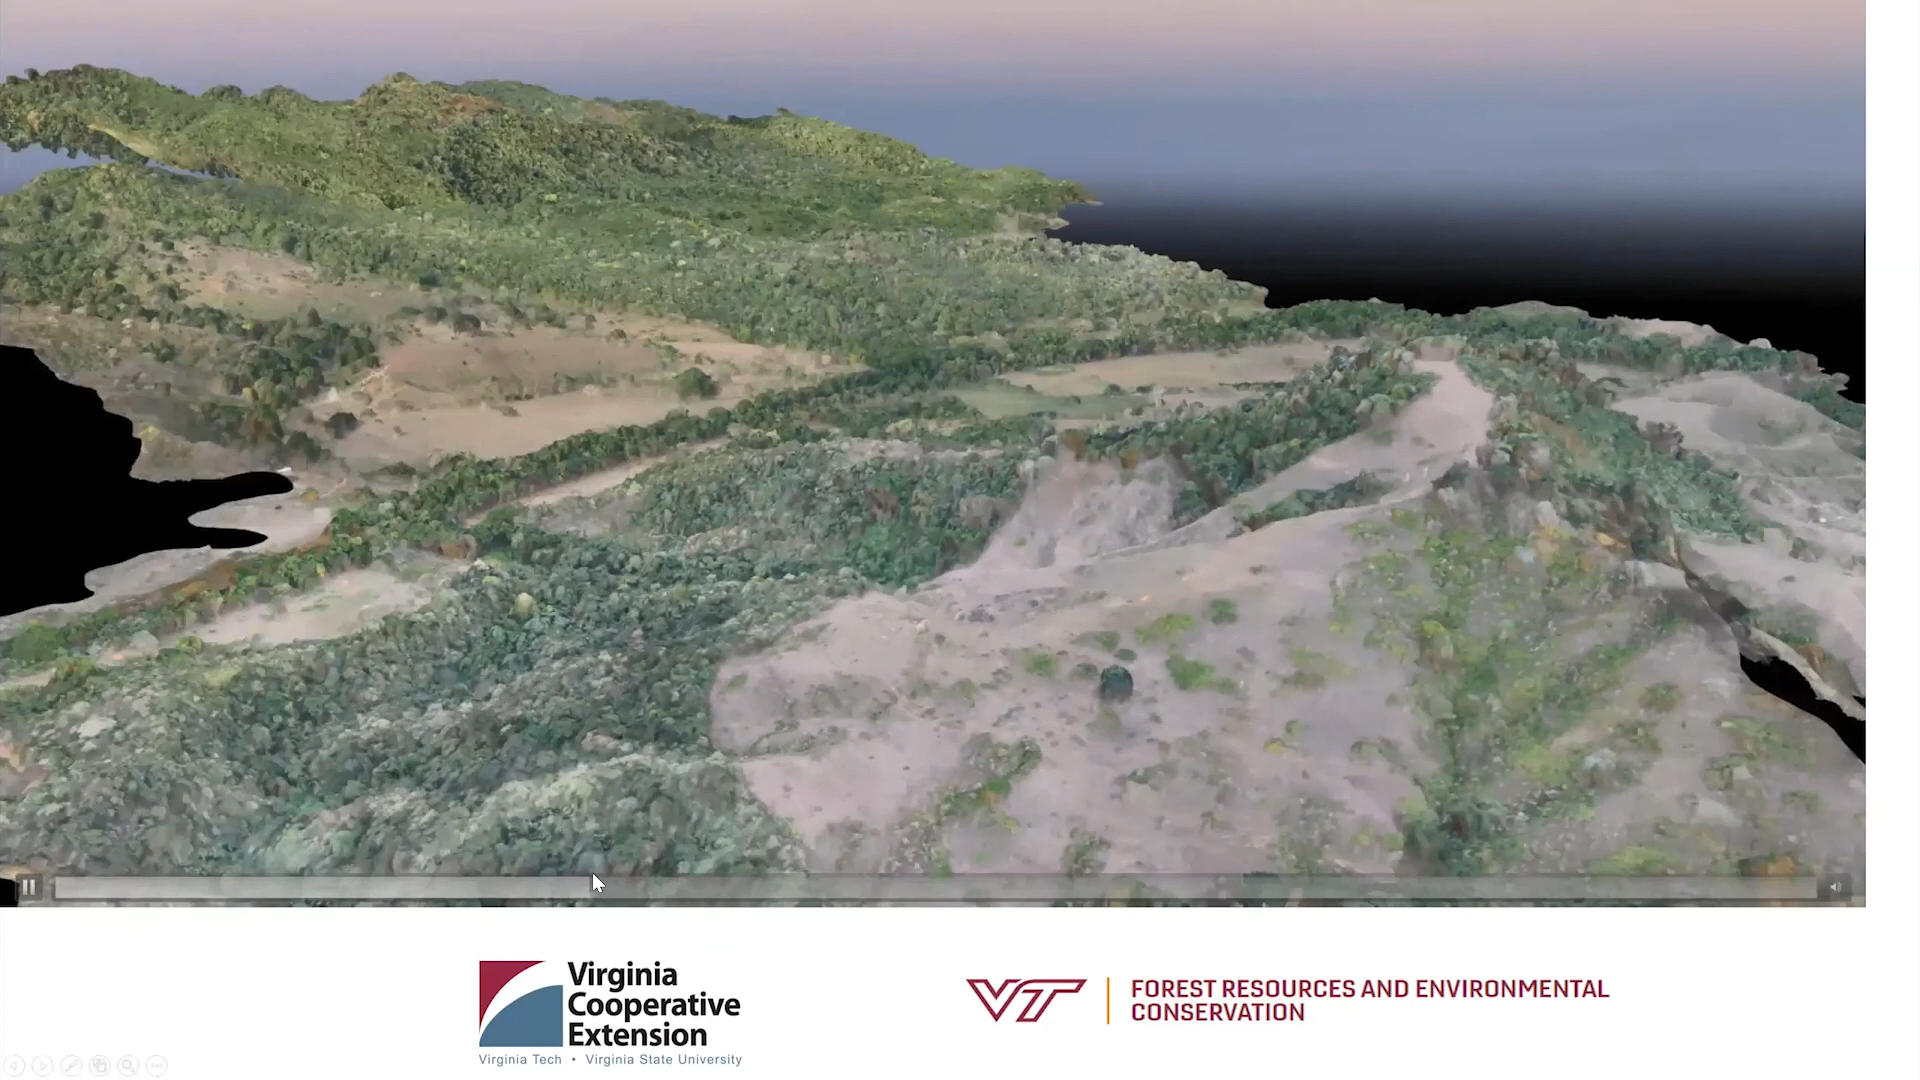 Virginia
Cooperative
Extension
Virginia Tech • Virginia State University
VT
FOREST RESOURCES AND ENVIRONMENTAL
CONSERVATION